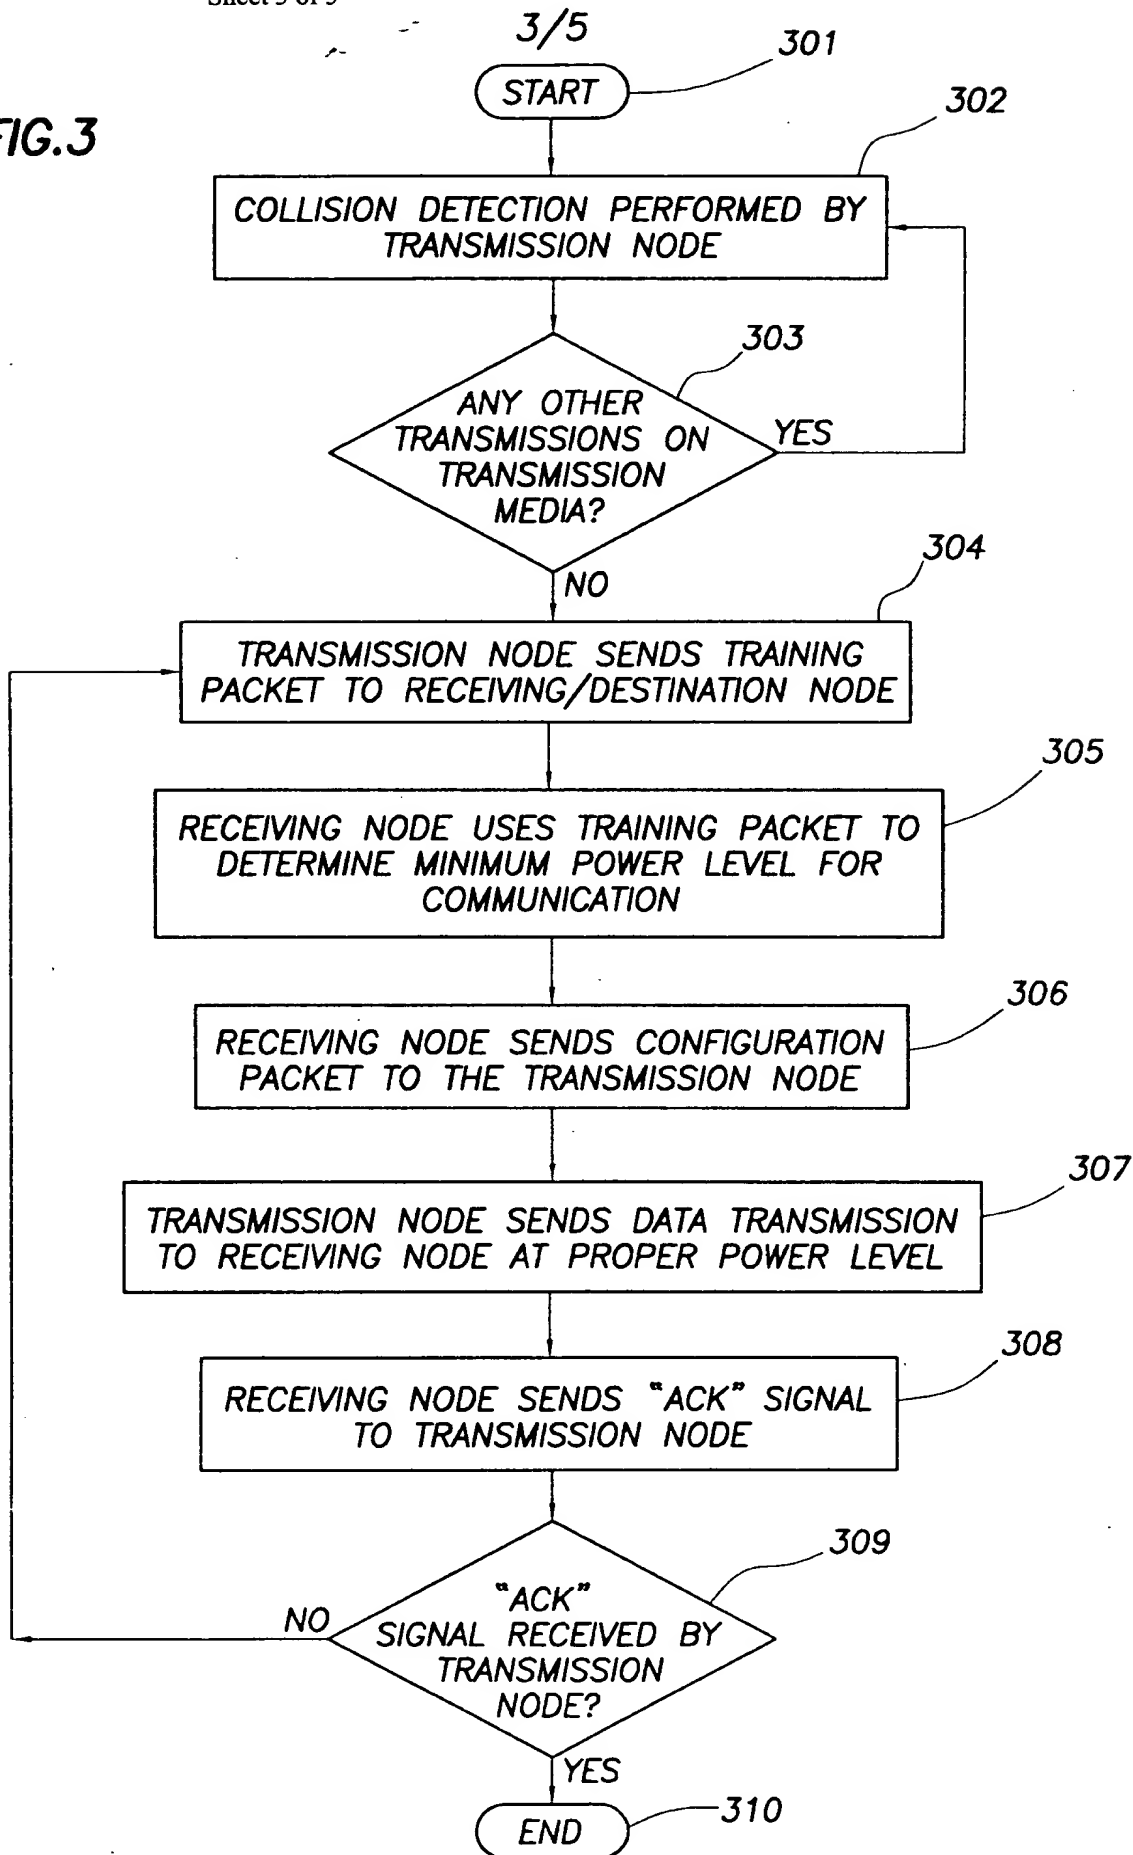 3/5
START
301
302
FIG.3
COLLISION DETECTION PERFORMED BY
TRANSMISSION NODE
303
ANY OTHER
TRANSMISSIONS ON
TRANSMISSION
MEDIA?
YES
NO
304
TRANSMISSION NODE SENDS TRAINING
PACKET TO RECEIVING/DESTINATION NODE
305
RECEIVING NODE USES TRAINING PACKET TO
DETERMINE MINIMUM POWER LEVEL FOR
COMMUNICATION
306
RECEIVING NODE SENDS CONFIGURATION
PACKET TO THE TRANSMISSION NODE
307
TRANSMISSION NODE SENDS DATA TRANSMISSION
TO RECEIVING NODE AT PROPER POWER LEVEL
308
RECEIVING NODE SENDS "ACK" SIGNAL
TO TRANSMISSION NODE
309
"ACK"
SIGNAL RECEIVED BY
TRANSMISSION
NODE?
NO
YES
END
310